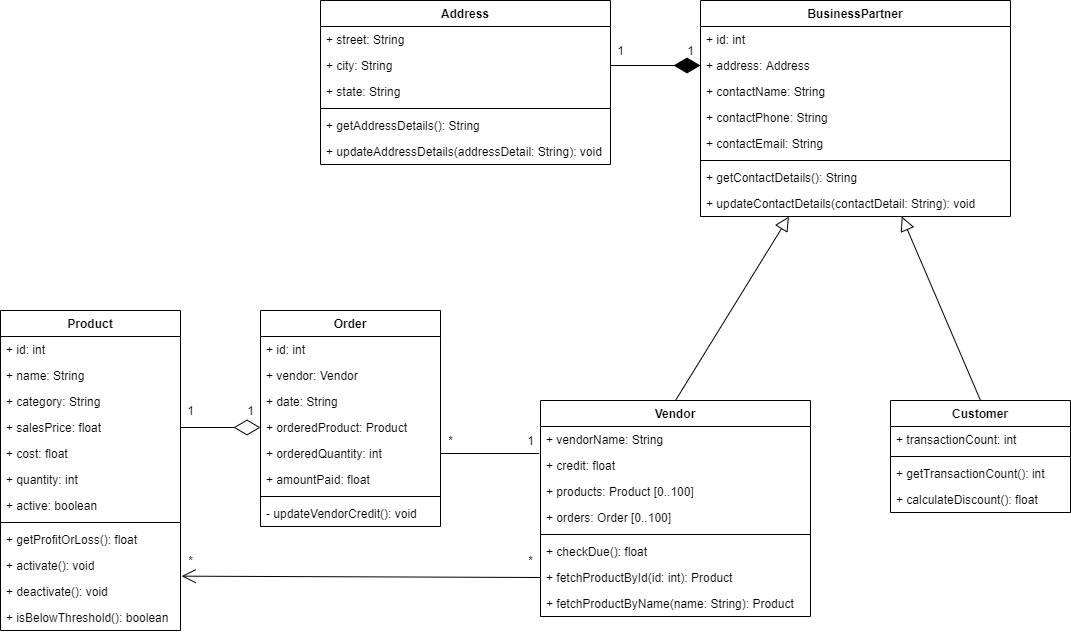 Address
+ street: String
+ city: String
+ state: String
+ getAddressDetails(): String
+ updateAddressDetails(addressDetail: String): void
1
1
BusinessPartner
+ id: int
+ address: Address
+ contactName: String
+ contactPhone: String
+ contactEmail: String
+ getContactDetails(): String
+ updateContactDetails(contactDetail: String): void
Product
+ id: int
+ name: String
+ category: String
+ salesPrice: float
+ cost: float
+ quantity: int
+ active: boolean
+ getProfitOrLoss(): float
+ activate(): void
+ deactivate(): void
+ isBelowThreshold(): boolean
1
1
Order
+ id: int
+ vendor: Vendor
+ date: String
+ orderedProduct: Product
+ orderedQuantity: int
+ amountPaid: float
- updateVendorCredit(): void
*
1
*
*
Vendor
+ vendorName: String
+ credit: float
+ products: Product [0..100]
+ orders: Order [0..100]
+ checkDue(): float
+ fetchProductById(id: int): Product
+ fetchProductByName(name: String): Product
Customer
+ transactionCount: int
+ getTransactionCount(): int
+ calculateDiscount(): float